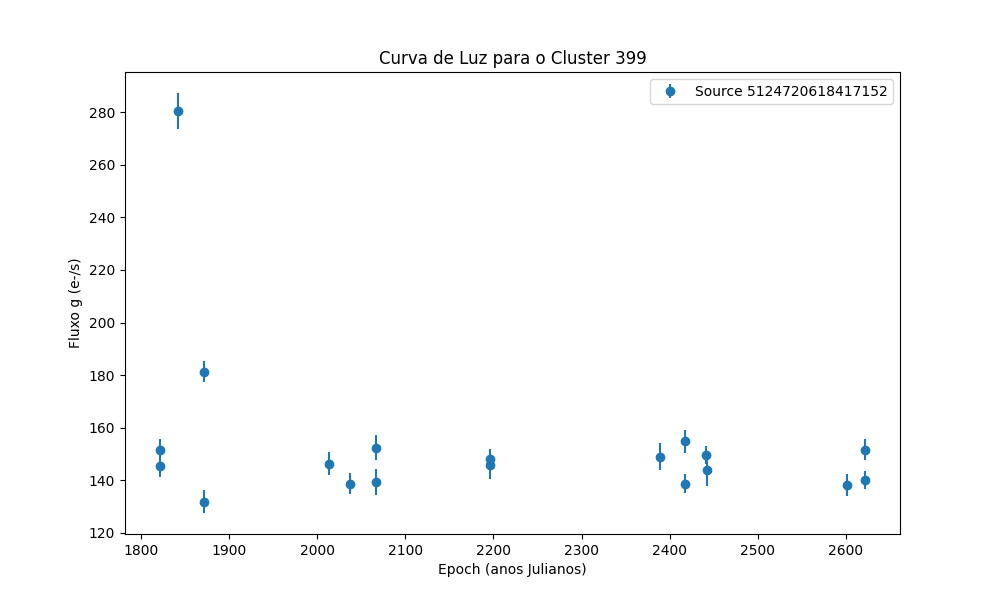 Curva de Luz para o Cluster 399
Source 5124720618417152
Fluxo g (e-/s)
280
260
240
220
200
180
160
140
120
1800 1900 2000 2100 2200 2300 2400 2500 2600
Epoch (anos Julianos)